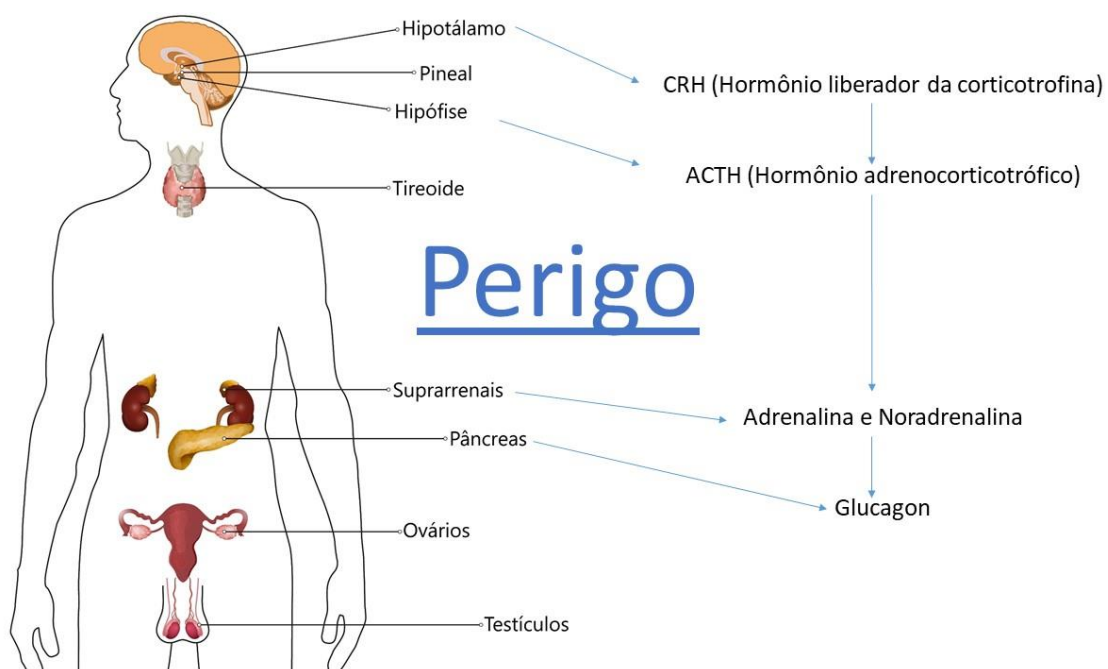 Hipotálamo
Pineal
Hipófise
Tireoide
Perigo
Suprarrenais
Pâncreas
Ovários
Testículos
CRH (Hormônio liberador da corticotrofina)
ACTH (Hormônio adrenocorticotrófico)
Adrenalina e Noradrenalina
Glucagon